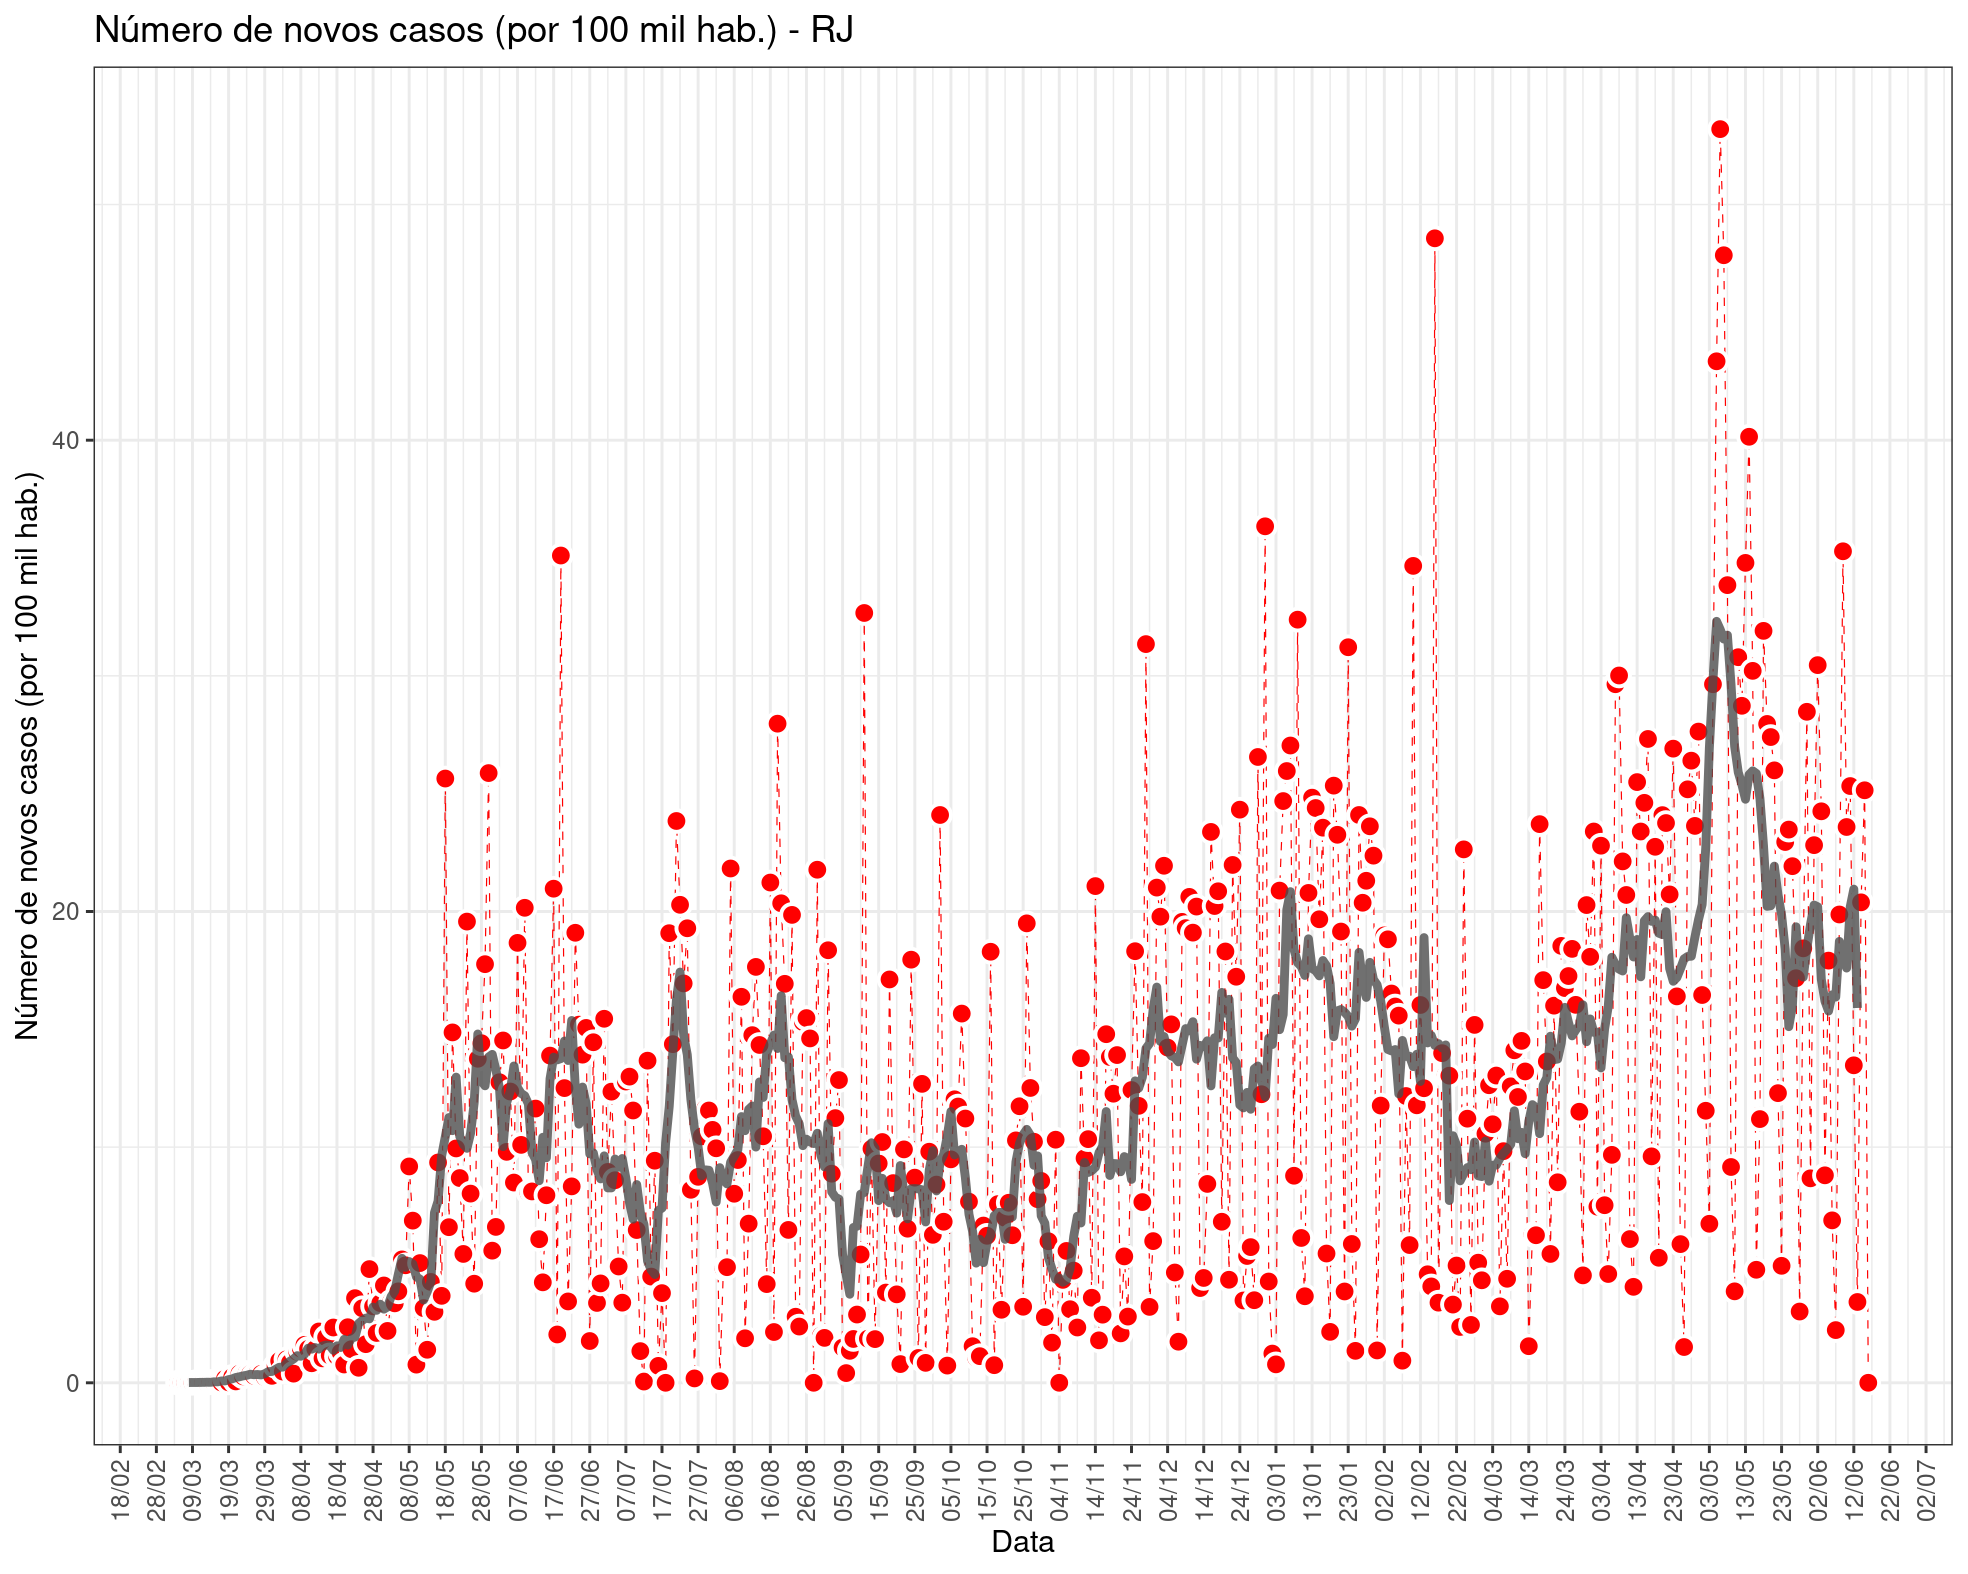 Número de novos casos (por 100 mil hab.) - RJ
Número de novos casos (por 100 mil hab.)
40
20
0
18/02 28/02 09/03 19/03 29/03 08/04 18/04 28/04 08/05 18/05 28/05 07/06 17/06 27/06 07/07 17/07 27/07 06/08 16/08 26/08 05/09 15/09 25/09 05/10 15/10 25/10 04/11 14/11 24/11 04/12 14/12 24/12 03/01 13/01 23/01 02/02 12/02 22/02 04/03 14/03 24/03 03/04 13/04 23/04 03/05 13/05 23/05 02/06 12/06 22/06 02/07
Data